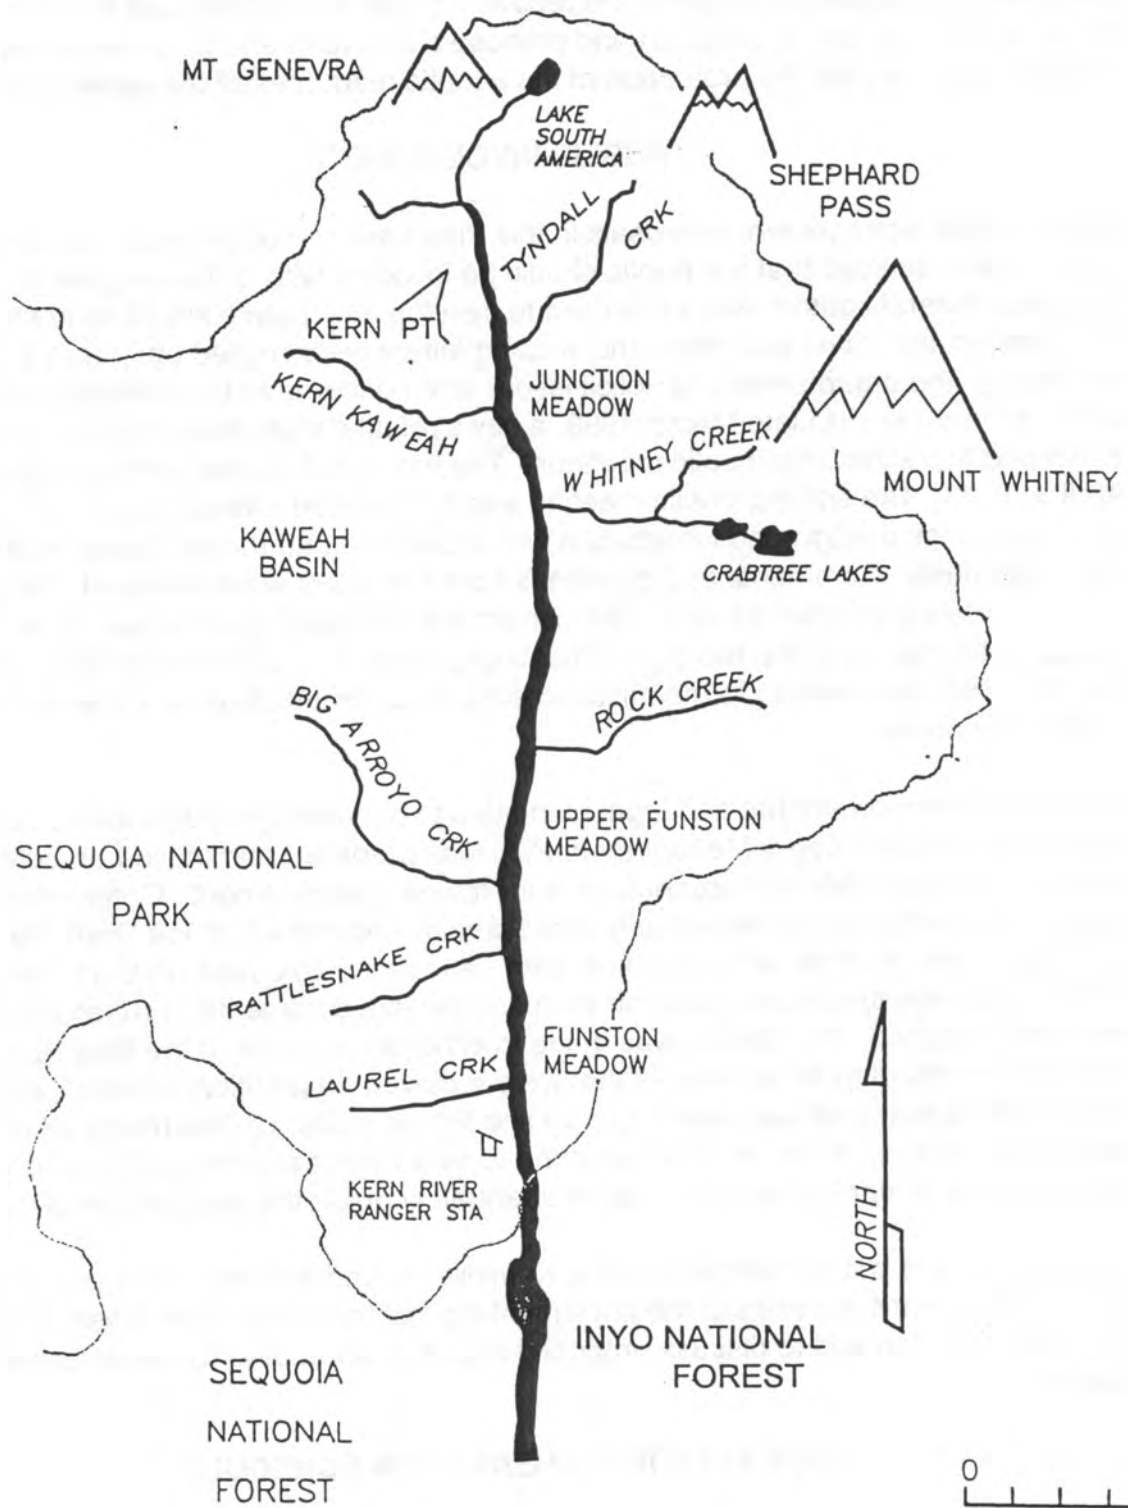 MT GENEVRA
LAKE
SOUTH
AMERICA
SHEPHARD
PASS
TYNDALL
CRK
KERN PT.
JUNCTION
MEADOW
KERN KAWEAH
WHITNEY CREEK
MOUNT WHITNEY
KAWEAH
BASIN
CRABTREE LAKES
BIG ARROYO CRK
ROCK CREEK
UPPER FUNSTON
MEADOW
SEQUOIA NATIONAL
PARK
RATTLESNAKE CRK
FUNSTON
MEADOW
LAUREL CRK
KERN RIVER
RANGER STA
NORTH
INYO NATIONAL
FOREST
SEQUOIA
NATIONAL
FOREST
0